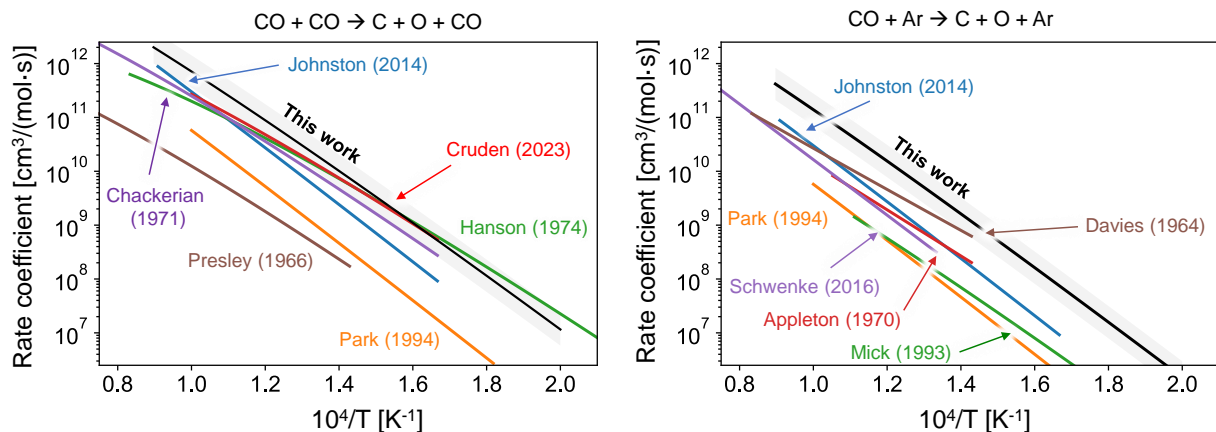 CO + CO → C + O + CO
Rate coefficient [cm³/(mol·s)]
10¹²
10¹¹
10¹⁰
10⁹
10⁸
10⁷
Johnston (2014)
This work
Cruden (2023)
Chackerian
(1971)
Hanson (1974)
Presley (1966)
Park (1994)
0.8 1.0 1.2 1.4 1.6 1.8 2.0
10⁴/T [K⁻¹]
CO + Ar → C + O + Ar
Rate coefficient [cm³/(mol·s)]
10¹²
10¹¹
10¹⁰
10⁹
10⁸
10⁷
Johnston (2014)
This work
Park (1994)
Davies (1964)
Schwenke (2016)
Appleton (1970)
Mick (1993)
0.8 1.0 1.2 1.4 1.6 1.8 2.0
10⁴/T [K⁻¹]